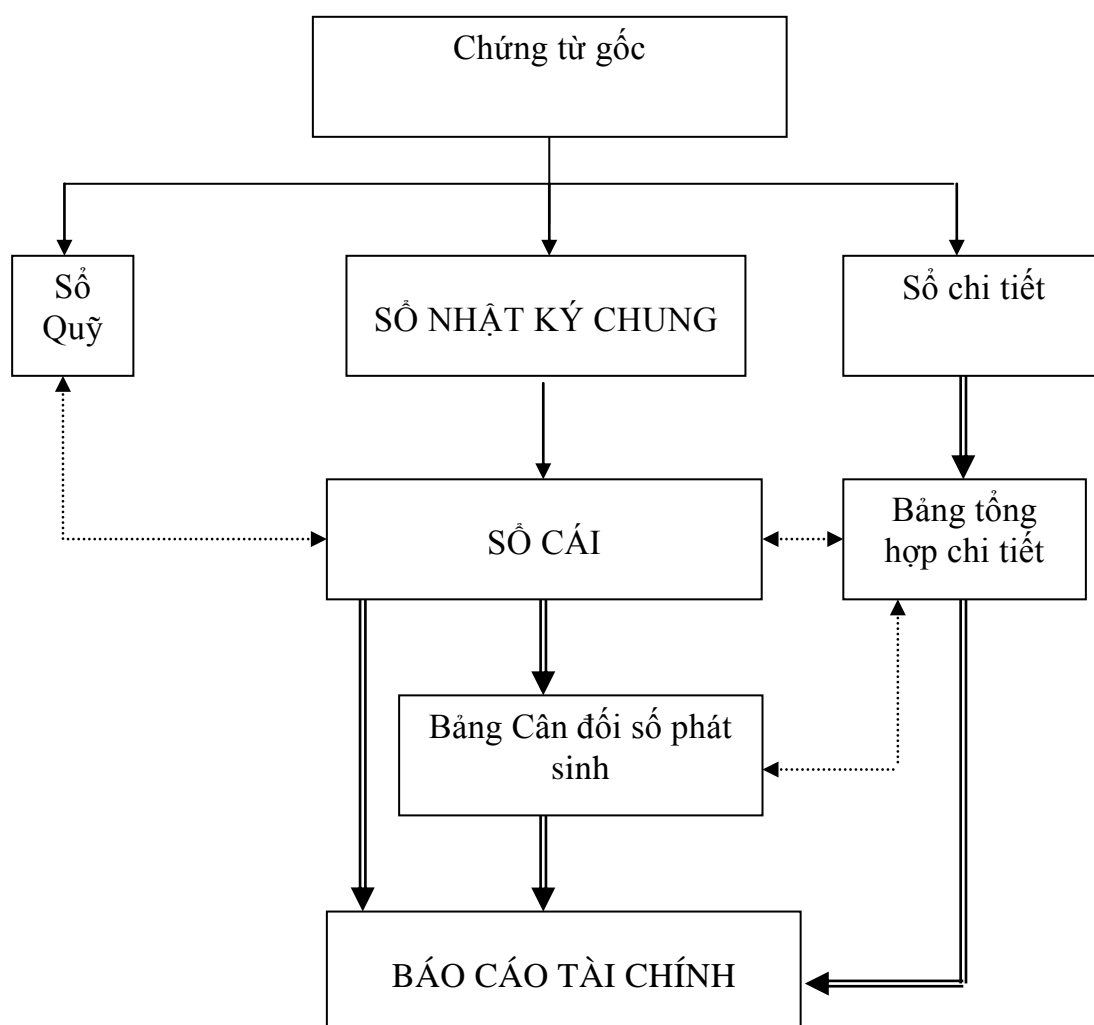 Chứng từ gốc
Sổ
Quỹ
SỔ NHẬT KÝ CHUNG
Sổ chi tiết
SỔ CÁI
Bảng tổng
hợp chi tiết
Bảng Cân đối số phát
sinh
BÁO CÁO TÀI CHÍNH